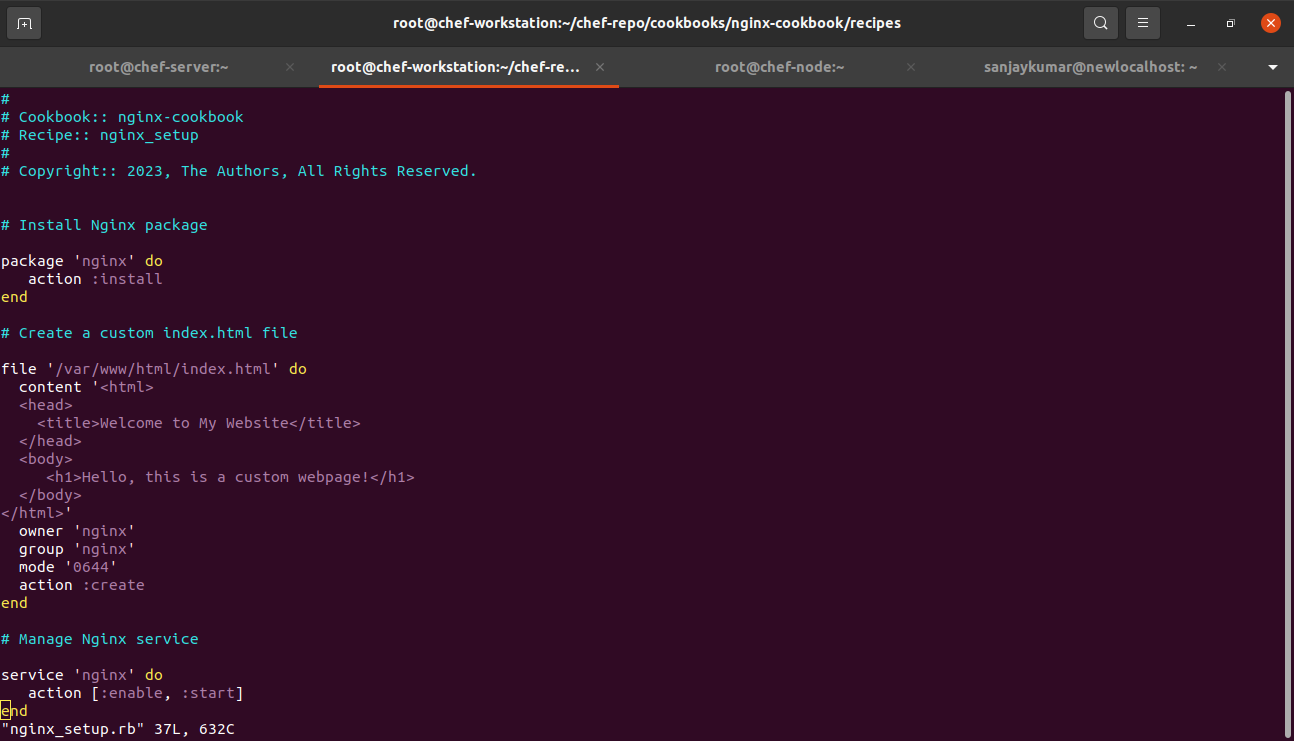 root@chef-workstation:~/chef-repo/cookbooks/nginx-cookbook/recipes
root@chef-server:~ root@chef-workstation:~/chef-re... root@chef-node:~ sanjaykumar@newlocalhost: ~
#
# Cookbook:: nginx-cookbook
# Recipe:: nginx_setup
#
# Copyright:: 2023, The Authors, All Rights Reserved.
# Install Nginx package
package 'nginx' do
   action :install
end
# Create a custom index.html file
file '/var/www/html/index.html' do
  content '<html>
  <head>
    <title>Welcome to My Website</title>
  </head>
  <body>
     <h1>Hello, this is a custom webpage!</h1>
  </body>
</html>'
  owner 'nginx'
  group 'nginx'
  mode '0644'
  action :create
end
# Manage Nginx service
service 'nginx' do
   action [:enable, :start]
end
"nginx_setup.rb" 37L, 632C